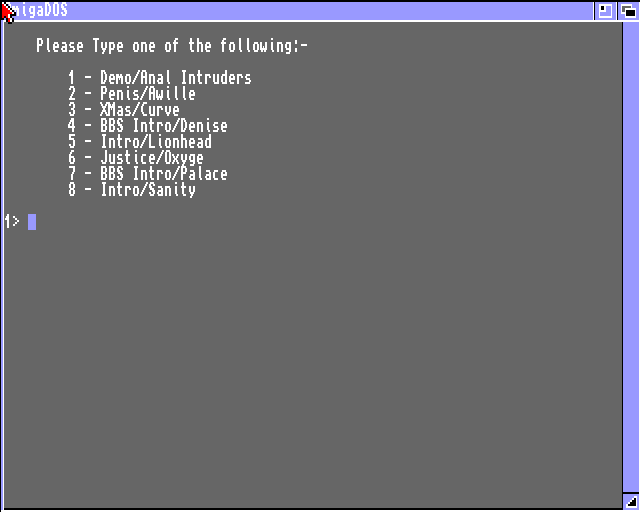 migaDOS
Please Type one of the following:-
1 - Demo/Anal Intruders
2 - Penis/Awille
3 - XMas/Curve
4 - BBS Intro/Denise
5 - Intro/Lionhead
6 - Justice/Oxyge
7 - BBS Intro/Palace
8 - Intro/Sanity
1>